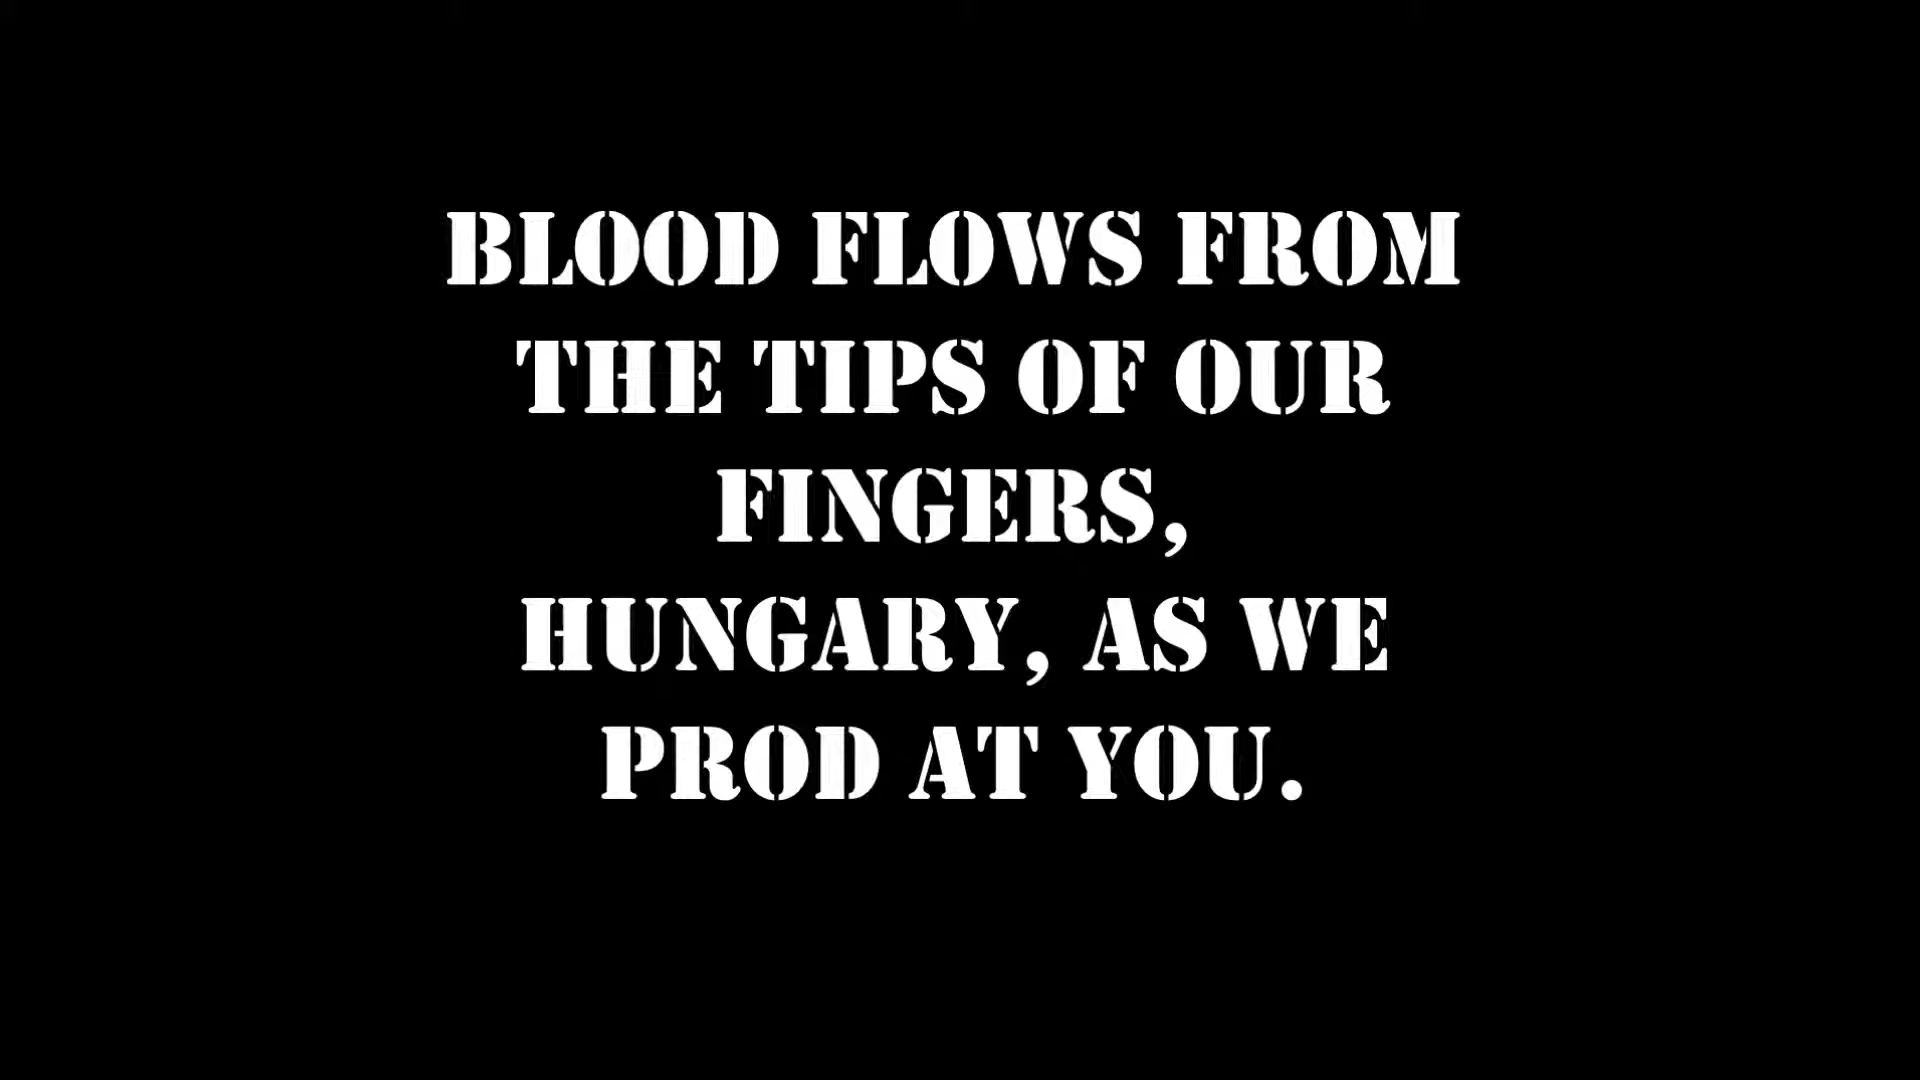 BLOOD FLOWS FROM
THE TIPS OF OUR
FINGERS,
HUNGARY, AS WE
PROD AT YOU.